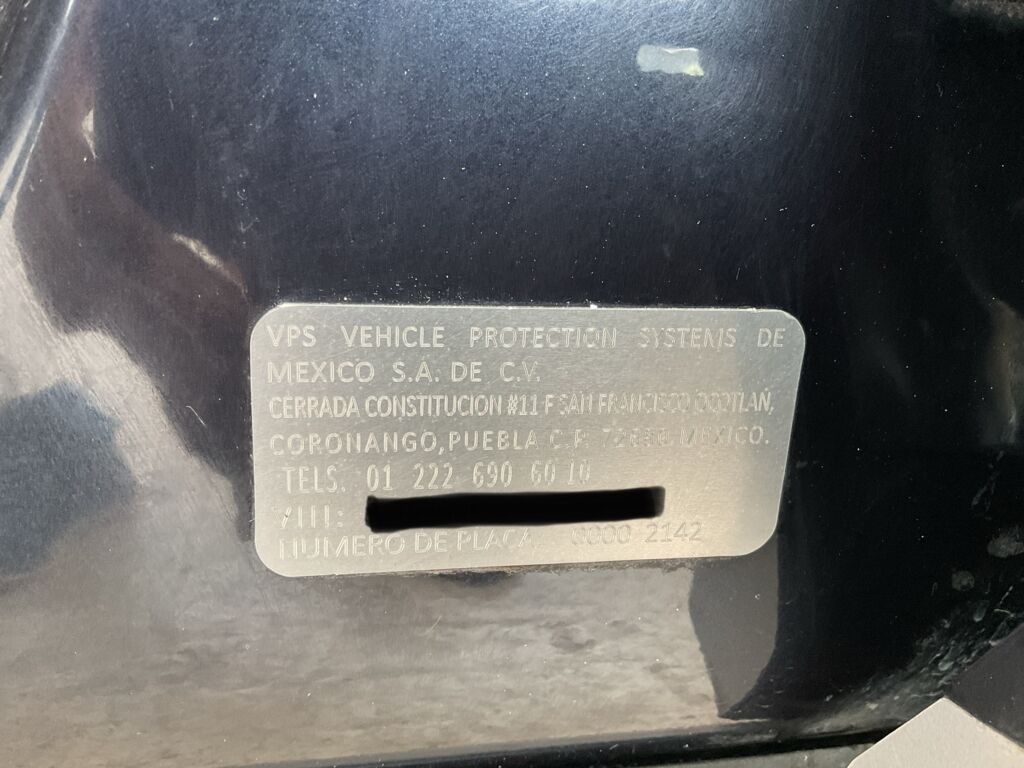 VPS VEHICLE PROTECTION SYSTEMS DE
MEXICO S.A. DE C.V.
CERRADA CONSTITUCION #11 F SAN FRANCISCO OCOTLAN,
CORONANGO, PUEBLA C.P. MEXICO.
TELS. 01 222 690 60 10
NUMERO DE PLACA 0000 2142